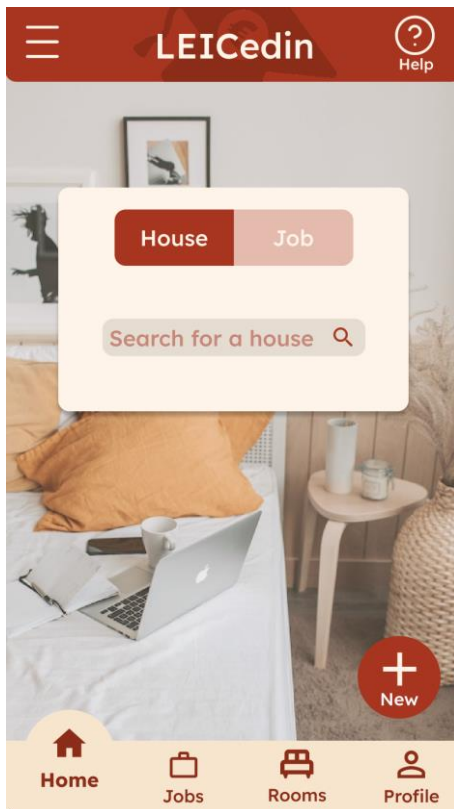 LEICedin
Help
House Job
Search for a house
New
Home Jobs Rooms Profile